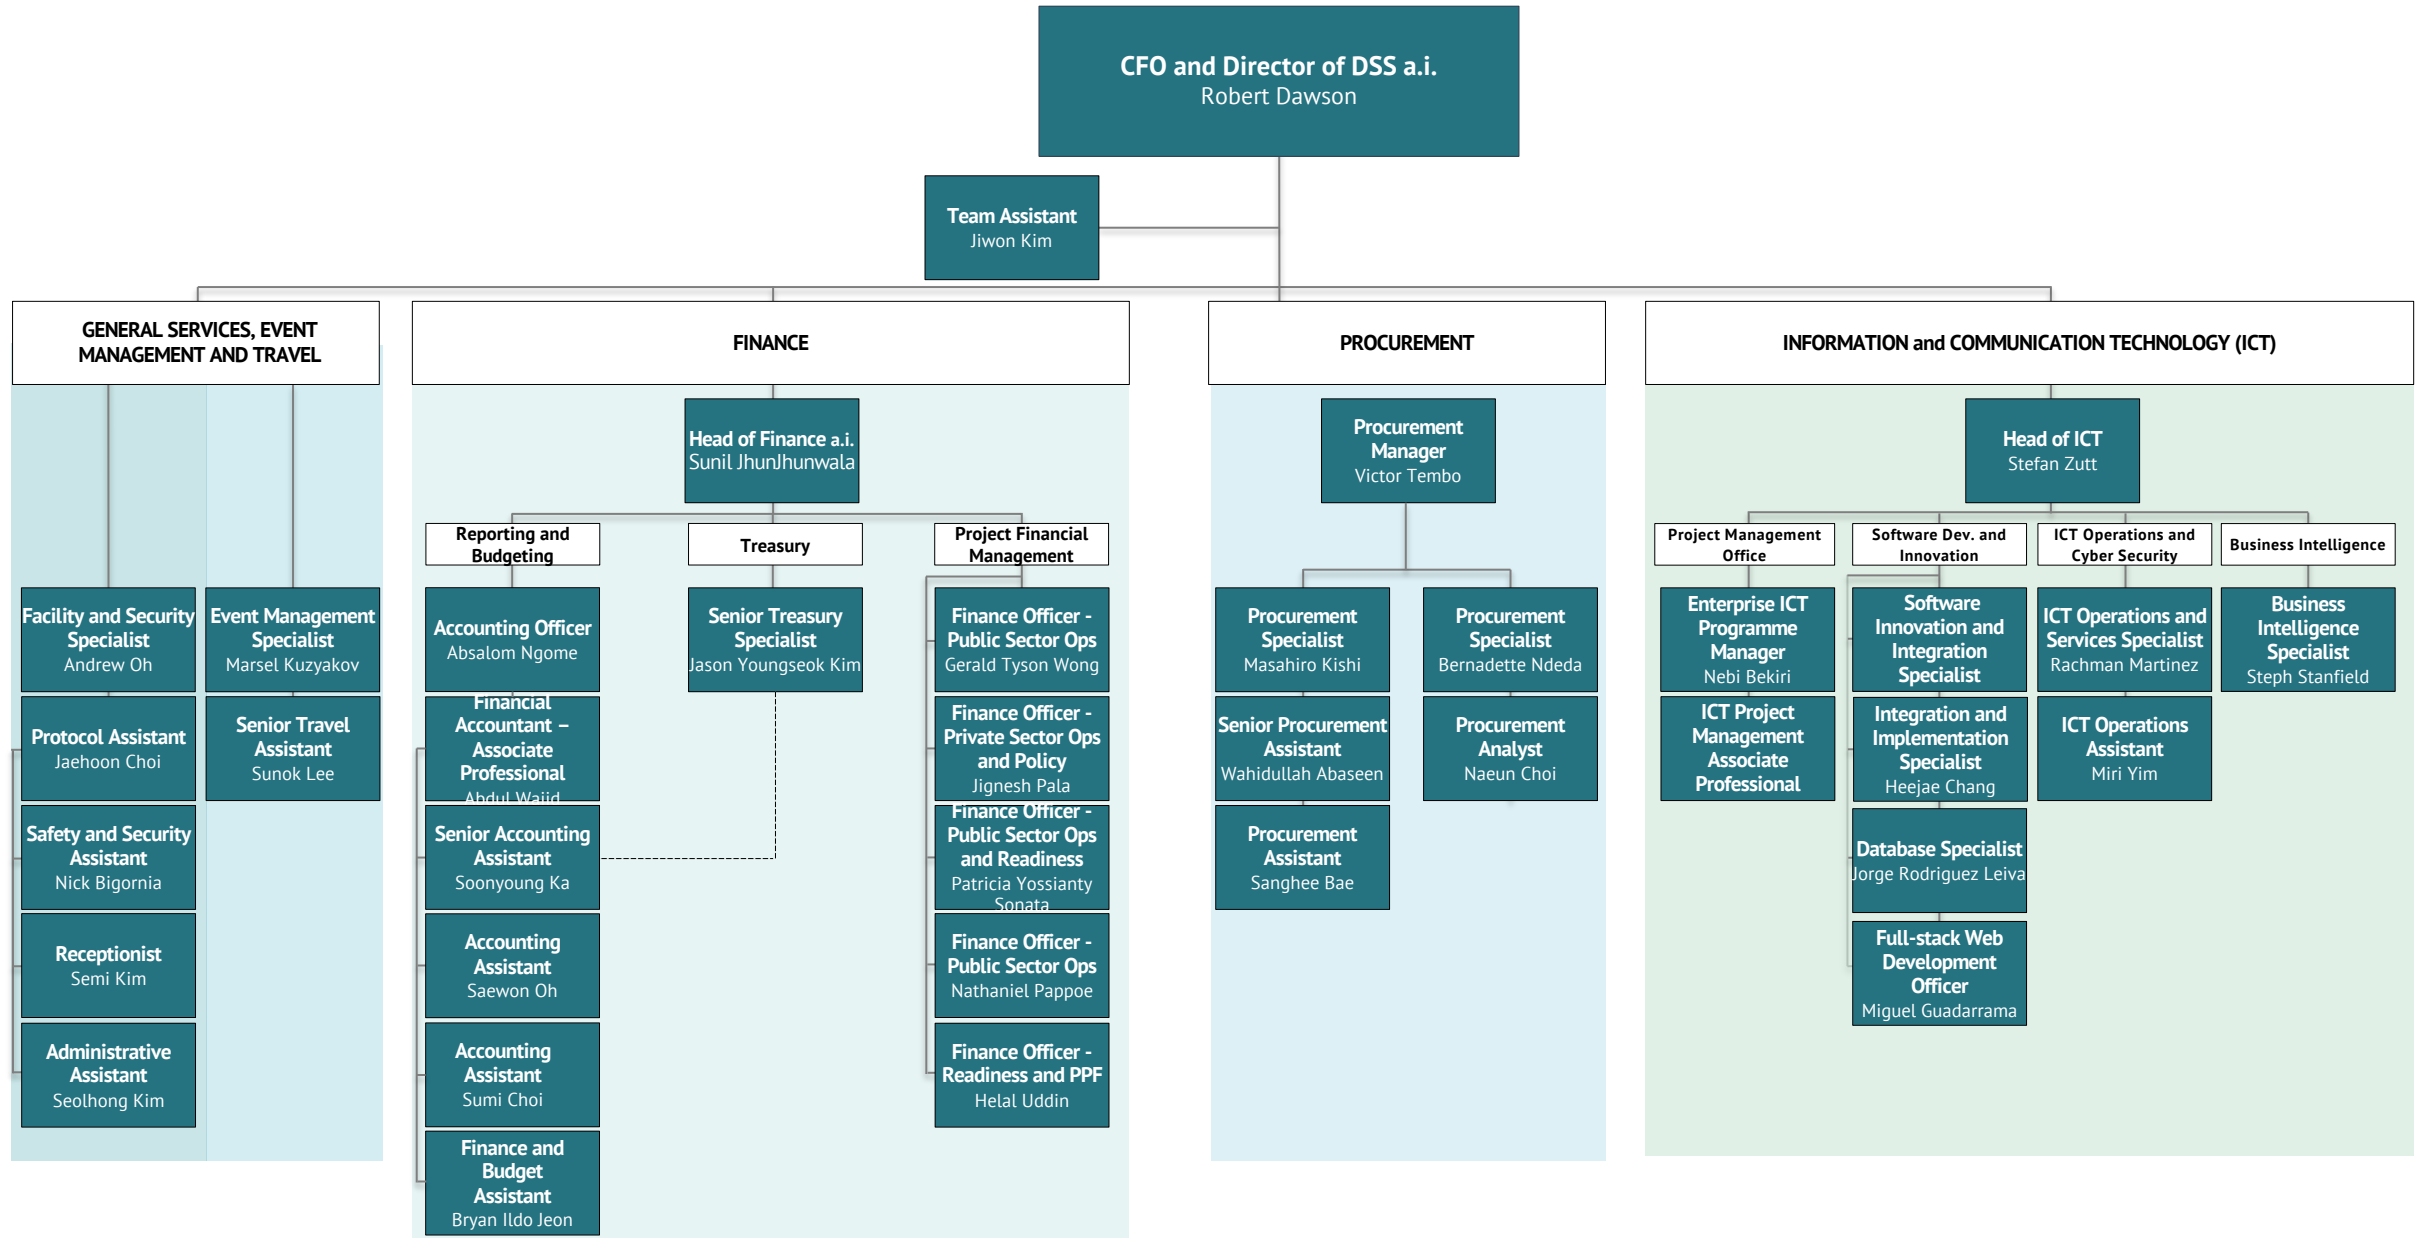 CFO and Director of DSS a.i.
Robert Dawson
Team Assistant
Jiwon Kim
GENERAL SERVICES, EVENT
MANAGEMENT AND TRAVEL
Facility and Security
Specialist
Andrew Oh
Protocol Assistant
Jaehoon Choi
Safety and Security
Assistant
Nick Bigornia
Receptionist
Semi Kim
Administrative
Assistant
Seolhong Kim
Event Management
Specialist
Marsel Kuzyakov
Senior Travel
Assistant
Sunok Lee
FINANCE
Head of Finance a.i.
Sunil JhunJhunwala
Reporting and
Budgeting
Accounting Officer
Absalom Ngome
Financial
Accountant –
Associate
Professional
Abdul Wajid
Senior Accounting
Assistant
Soonyoung Ka
Accounting
Assistant
Saewon Oh
Accounting
Assistant
Sumi Choi
Finance and
Budget
Assistant
Bryan Ildo Jeon
Treasury
Senior Treasury
Specialist
Jason Youngseok Kim
Project Financial
Management
Finance Officer -
Public Sector Ops
Gerald Tyson Wong
Finance Officer -
Private Sector Ops
and Policy
Jignesh Pala
Finance Officer -
Public Sector Ops
and Readiness
Patricia Yossianty
Sonata
Finance Officer -
Public Sector Ops
Nathaniel Pappoe
Finance Officer -
Readiness and PPF
Helal Uddin
PROCUREMENT
Procurement
Manager
Victor Tembo
Procurement
Specialist
Masahiro Kishi
Senior Procurement
Assistant
Wahidullah Abaseen
Procurement
Assistant
Sanghee Bae
Procurement
Specialist
Bernadette Ndeda
Procurement
Analyst
Naeun Choi
INFORMATION and COMMUNICATION TECHNOLOGY (ICT)
Head of ICT
Stefan Zutt
Project Management
Office
Enterprise ICT
Programme
Manager
Nebi Bekiri
ICT Project
Management
Associate
Professional
Software Dev. and
Innovation
Software
Innovation and
Integration
Specialist
Integration and
Implementation
Specialist
Heejae Chang
Database Specialist
Jorge Rodriguez Leiva
Full-stack Web
Development
Officer
Miguel Guadarrama
ICT Operations and
Cyber Security
ICT Operations and
Services Specialist
Rachman Martinez
ICT Operations
Assistant
Miri Yim
Business Intelligence
Business
Intelligence
Specialist
Steph Stanfield